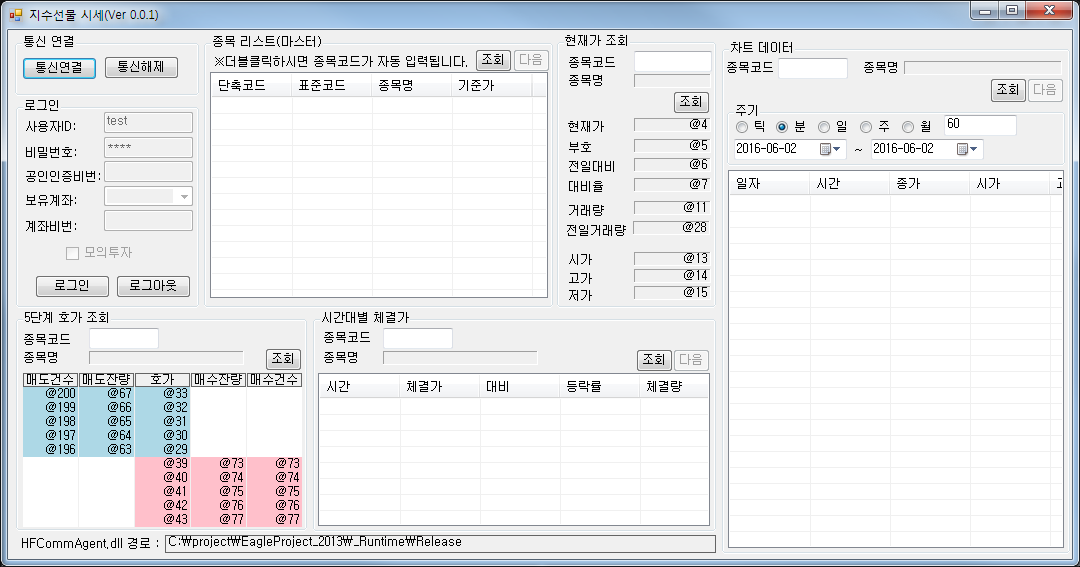 지수선물 시세(Ver 0.0.1)
통신 연결
통신연결 통신해제
로그인
사용자ID: test
비밀번호: ****
공인인증비번:
보유계좌:
계좌비번:
모의투자
로그인 로그아웃
종목 리스트(마스터)
※더블클릭하시면 종목코드가 자동 입력됩니다. 조회 다음
단축코드 표준코드 종목명 기준가
현재가 조회
종목코드
종목명
조회
현재가 @4
부호 @5
전일대비 @6
대비율 @7
거래량 @11
전일거래량 @28
시가 @13
고가 @14
저가 @15
차트 데이터
종목코드 종목명
조회 다음
주기
틱 분 일 주 월 60
2016-06-02 ~ 2016-06-02
일자 시간 종가 시가 고
5단계 호가 조회
종목코드
종목명
조회
매도건수 매도잔량 호가 매수잔량 매수건수
@200 @67 @33
@199 @66 @32
@198 @65 @31
@197 @64 @30
@196 @63 @29
@39 @73 @73
@40 @74 @74
@41 @75 @75
@42 @76 @76
@43 @77 @77
시간대별 체결가
종목코드
종목명
조회 다음
시간 체결가 대비 등락률 체결량
HFCommAgent.dll 경로 : C:₩project₩EagleProject_2013₩_Runtime₩Release